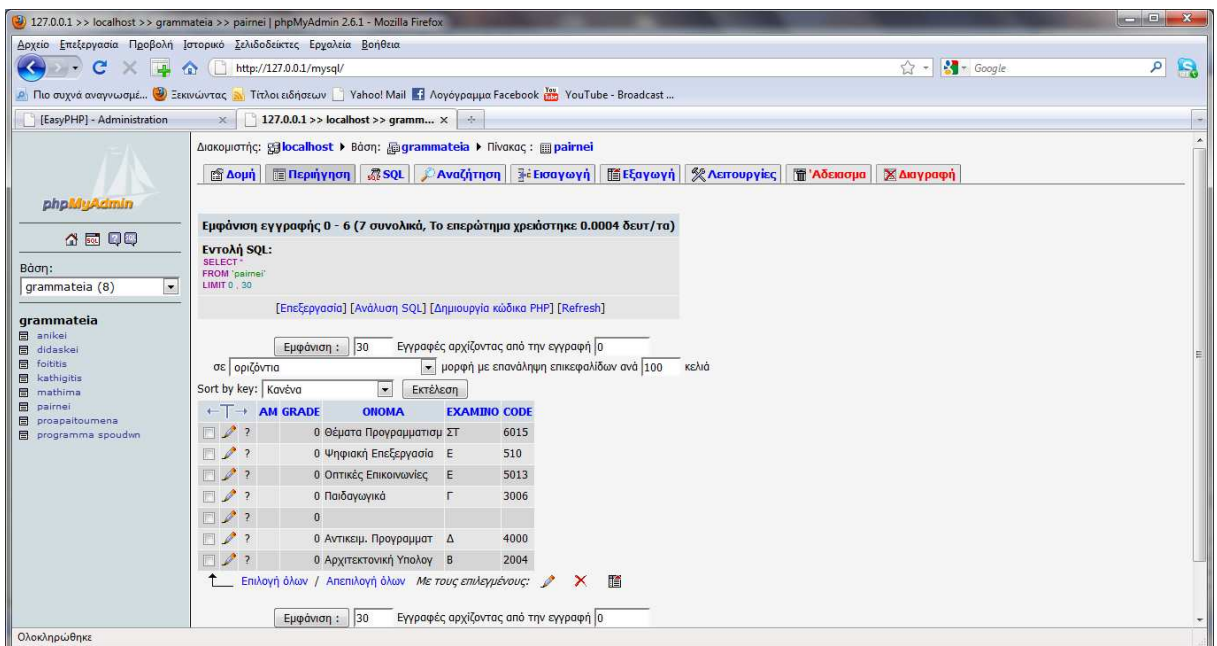 127.0.0.1 >> localhost >> grammateia >> pairnei | phpMyAdmin 2.6.1 - Mozilla Firefox
Αρχείο Επεξεργασία Προβολή Ιστορικό Σελιδοδείκτες Εργαλεία Βοήθεια
http://127.0.0.1/mysql/ Google
Πιο συχνά αναγνωσμέ... Ξεκινώντας Τίτλοι ειδήσεων Yahoo! Mail Λογόγραμμα Facebook YouTube - Broadcast ...
[EasyPHP] - Administration 127.0.0.1 >> localhost >> gramm...
Διακομιστής: localhost Βάση: grammateia Πίνακας : pairnei
Δομή Περιήγηση SQL Αναζήτηση Εισαγωγή Εξαγωγή Λειτουργίες 'Αδειασμα Διαγραφή
phpMyAdmin
Βάση:
grammateia (8)
grammateia
anikei
didaskei
foititis
kathigitis
mathima
pairnei
proapaitoumena
programma spoudwn
Εμφάνιση εγγραφής 0 - 6 (7 συνολικά, Το επερώτημα χρειάστηκε 0.0004 δευτ/τα)
Εντολή SQL:
SELECT *
FROM `pairnei`
LIMIT 0 , 30
[Επεξεργασία] [Ανάλυση SQL] [Δημιουργία κώδικα PHP] [Refresh]
Εμφάνιση : 30 Εγγραφές αρχίζοντας από την εγγραφή 0
σε οριζόντια μορφή με επανάληψη επικεφαλίδων ανά 100 κελιά
Sort by key: Κανένα Εκτέλεση
←T→ AM GRADE ΟΝΟΜΑ EXAMINO CODE
? 0 Θέματα Προγραμματισμ ΣΤ 6015
? 0 Ψηφιακή Επεξεργασία Ε 510
? 0 Οπτικές Επικοινωνίες Ε 5013
? 0 Παιδαγωγικά Γ 3006
? 0
? 0 Αντικειμ. Προγραμματ Δ 4000
? 0 Αρχιτεκτονική Υπολογ Β 2004
Επιλογή όλων / Απεπιλογή όλων Με τους επιλεγμένους:
Εμφάνιση : 30 Εγγραφές αρχίζοντας από την εγγραφή 0
Ολοκληρώθηκε